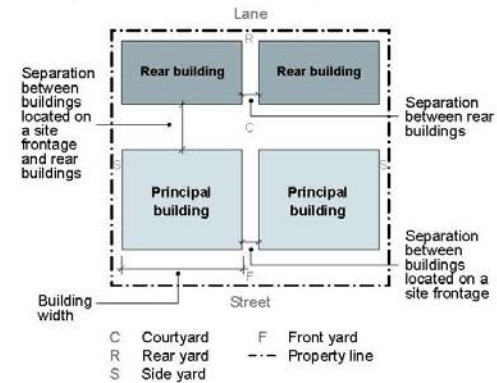 Lane
R
Rear building
Rear building
Separation
between
buildings
located on
a site
frontage
and rear
buildings
Separation
between rear
buildings
C
S
S
Principal
building
Principal
building
Separation
between
buildings
located on a
site frontage
F
Building
width
Street
C Courtyard
F Front yard
R Rear yard
Property line
S Side yard